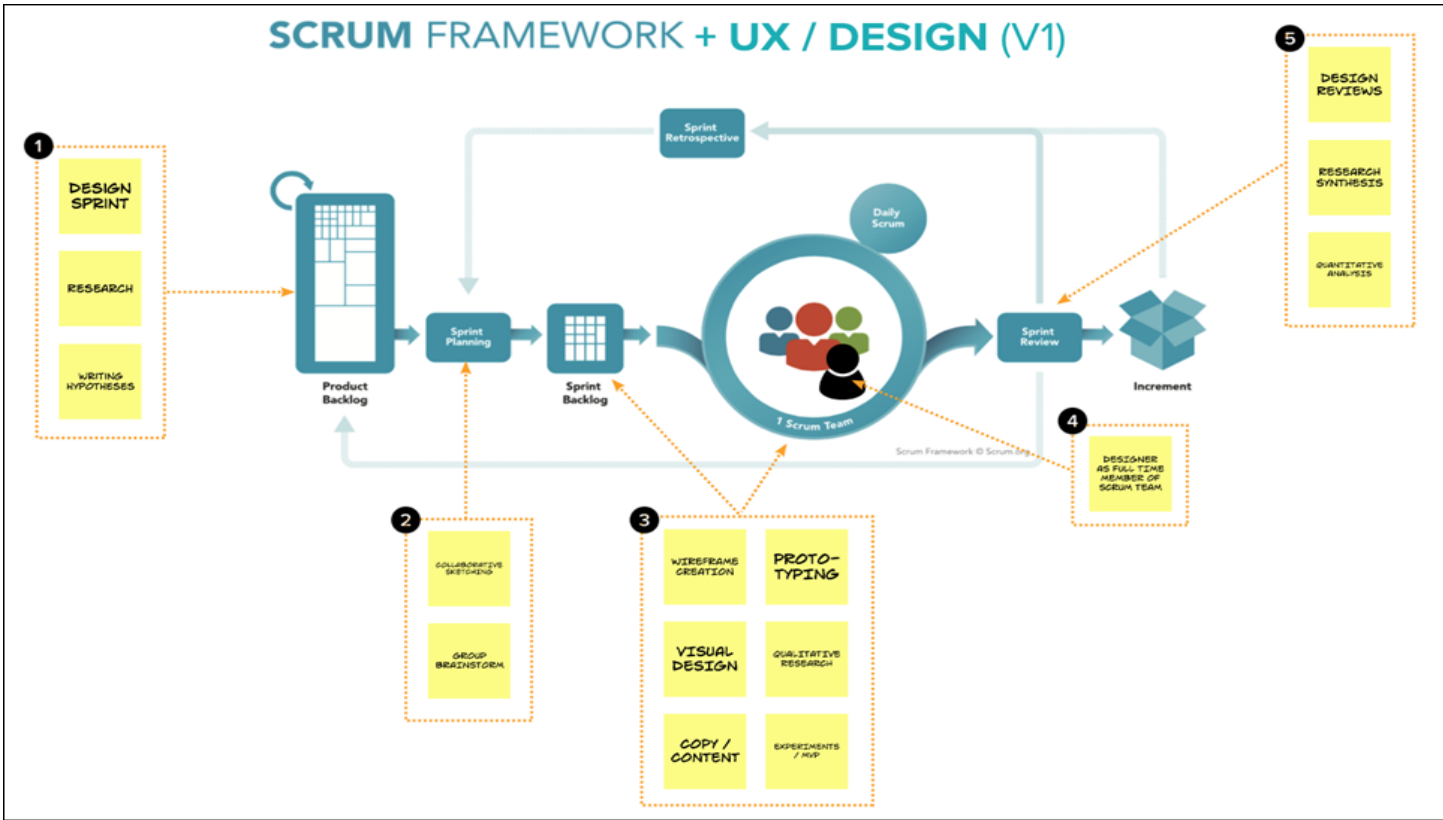 SCRUM FRAMEWORK + UX / DESIGN (V1)
1
DESIGN
SPRINT
RESEARCH
WRITING
HYPOTHESES
Product
Backlog
Sprint
Retrospective
Sprint
Planning
Sprint
Backlog
Daily
Scrum
1 Scrum Team
Sprint
Review
Increment
Scrum Framework © Scrum.org
2
COLLABORATIVE
SKETCHING
GROUP
BRAINSTORM
3
WIREFRAME
CREATION
PROTO-
TYPING
VISUAL
DESIGN
QUALITATIVE
RESEARCH
COPY /
CONTENT
EXPERIMENTS
/ MVP
4
DESIGNER
AS FULL TIME
MEMBER OF
SCRUM TEAM
5
DESIGN
REVIEWS
RESEARCH
SYNTHESIS
QUANTITATIVE
ANALYSIS